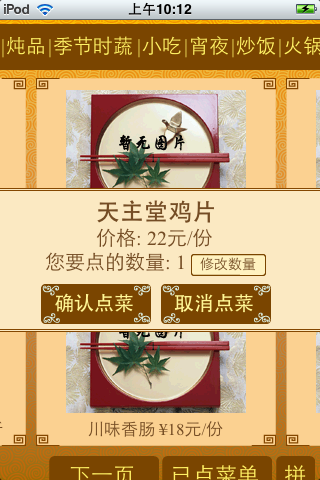 iPod 上午10:12
|炖品|季节时蔬|小吃|宵夜|炒饭|火锅
暂无图片
天主堂鸡片
价格: 22元/份
您要点的数量: 1 修改数量
确认点菜 取消点菜
川味香肠 ¥18元/份
下一页 已点菜单 拼